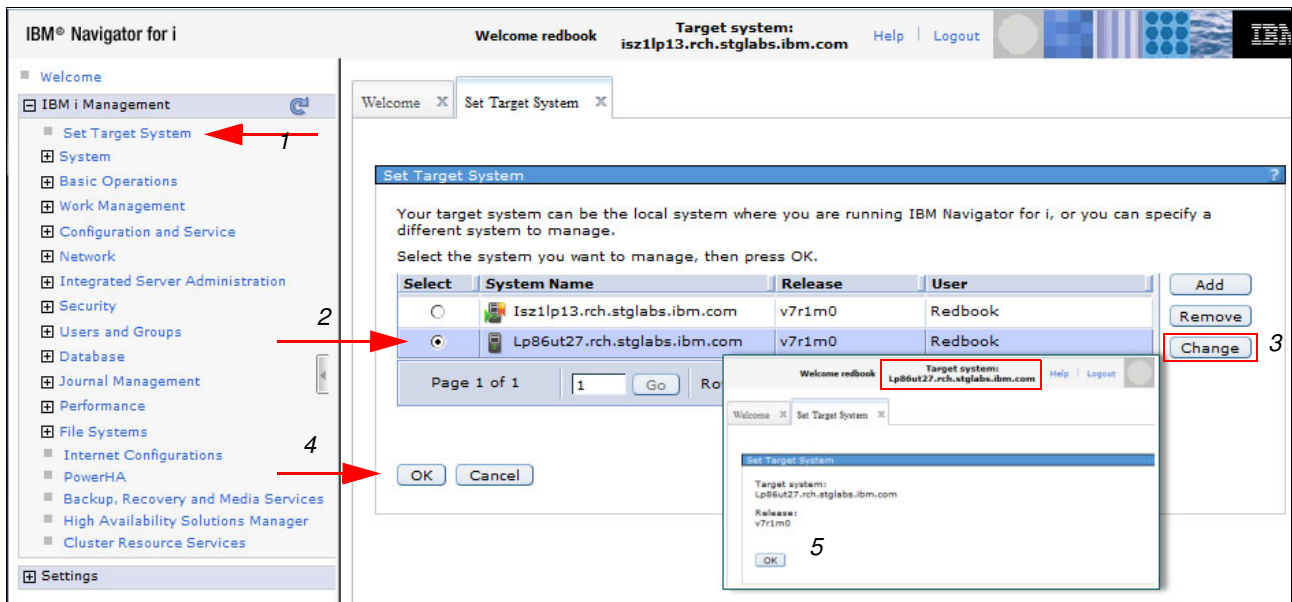 IBM® Navigator for i
Welcome redbook
Target system:
isz1lp13.rch.stglabs.ibm.com
Help
Logout
IBM
Welcome
IBM i Management
Set Target System
1
System
Basic Operations
Work Management
Configuration and Service
Network
Integrated Server Administration
Security
Users and Groups
Database
Journal Management
Performance
File Systems
Internet Configurations
PowerHA
Backup, Recovery and Media Services
High Availability Solutions Manager
Cluster Resource Services
Settings
Welcome X
Set Target System X
Set Target System ?
Your target system can be the local system where you are running IBM Navigator for i, or you can specify a
different system to manage.
Select the system you want to manage, then press OK.
Select System Name Release User
Isz1lp13.rch.stglabs.ibm.com v7r1m0 Redbook
Lp86ut27.rch.stglabs.ibm.com v7r1m0 Redbook
2
Add
Remove
Change
3
Page 1 of 1 1 Go
4
OK Cancel
Welcome redbook
Target system:
Lp86ut27.rch.stglabs.ibm.com
Help
Logout
Welcome X
Set Target System X
Set Target System
Target system:
Lp86ut27.rch.stglabs.ibm.com
Release:
v7r1m0
OK
5